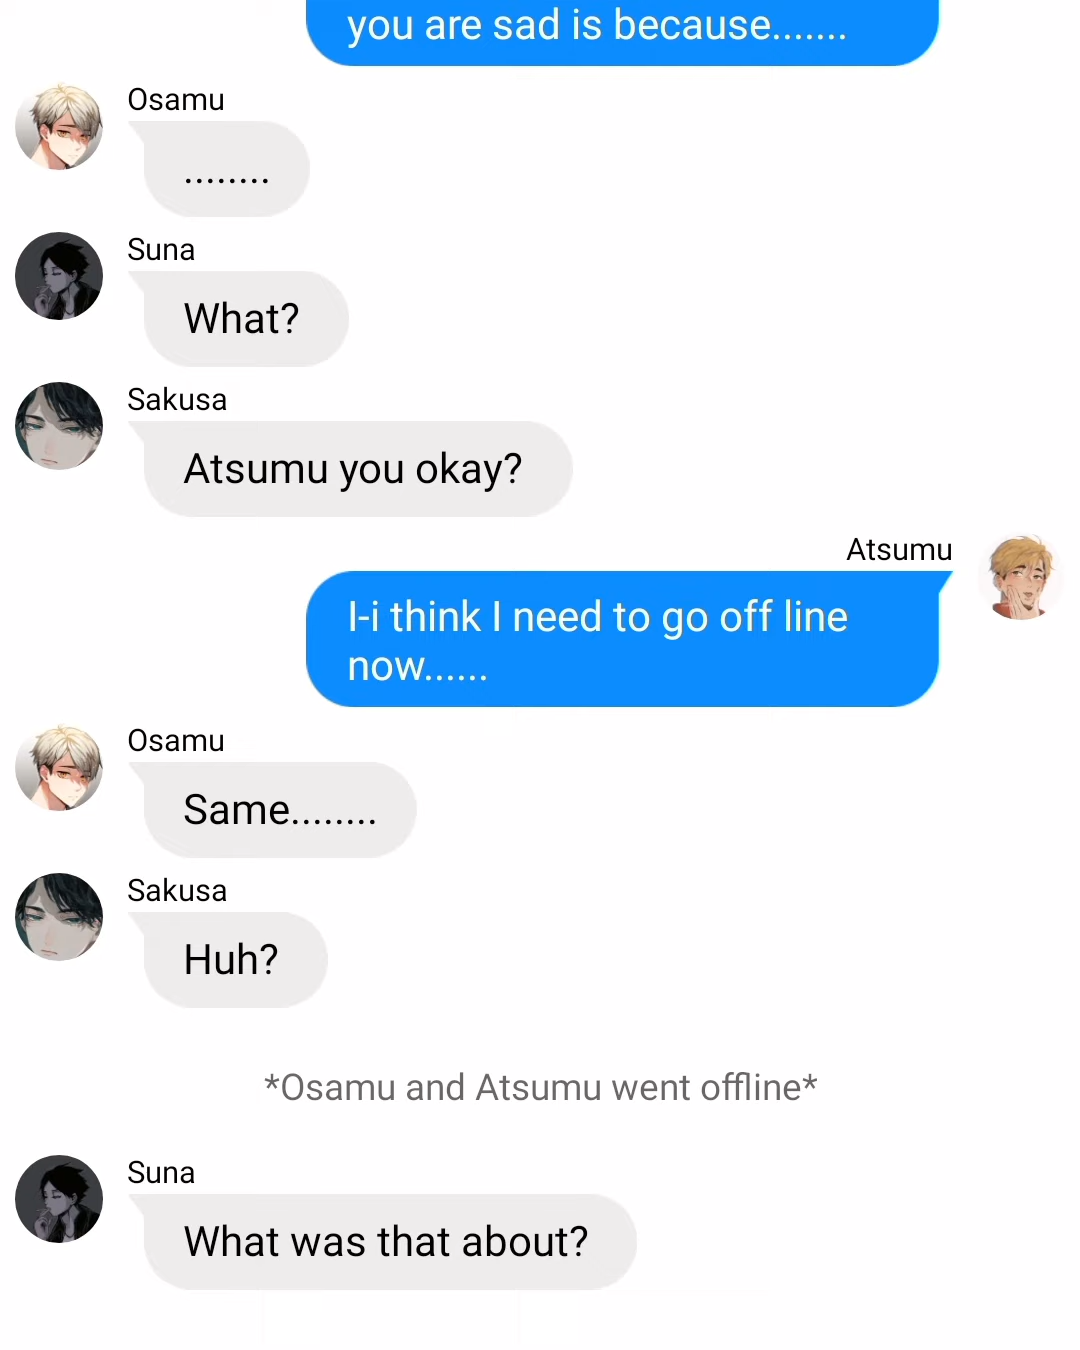 you are sad is because.......
Osamu
........
Suna
What?
Sakusa
Atsumu you okay?
Atsumu
I-i think I need to go off line
now......
Osamu
Same........
Sakusa
Huh?
*Osamu and Atsumu went offline*
Suna
What was that about?